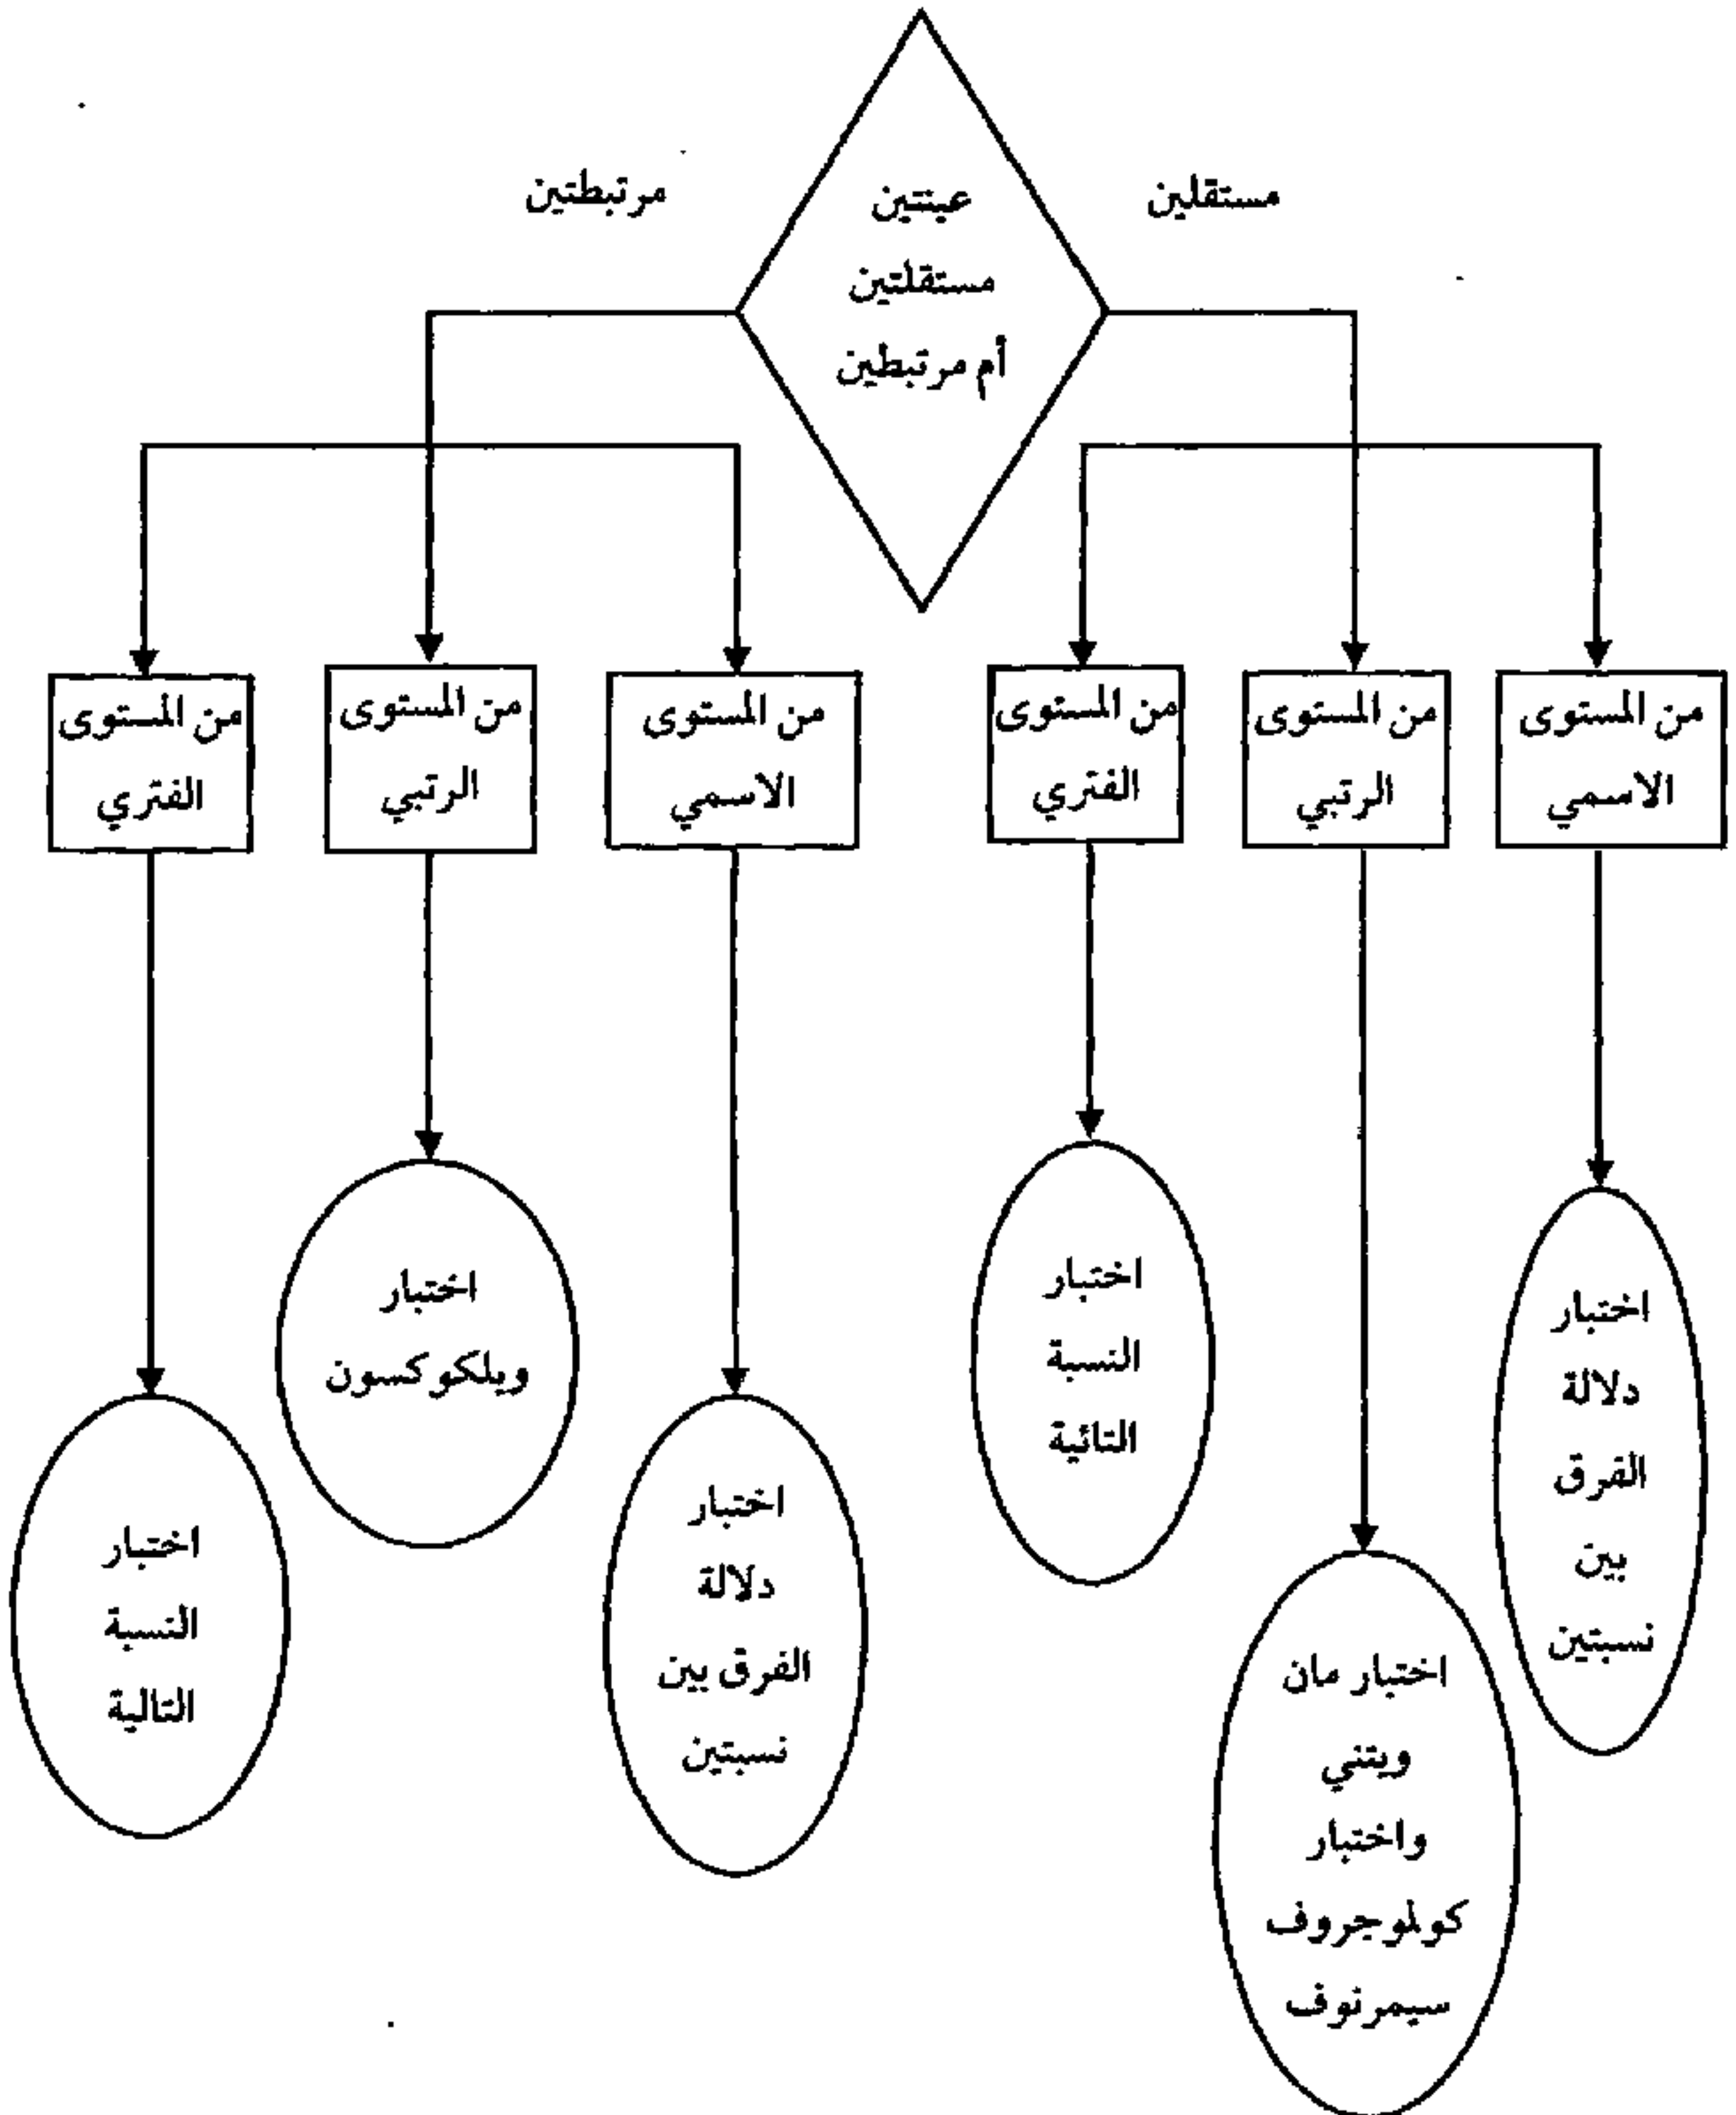 مستقلين
عينتين
مستقلتين
أم مرتبطين
مرتبطتين
من المستوى
الاسمي
من المستوى
الرتبي
من المستوى
الفتري
من المستوى
الاسمي
من المستوى
الرتبي
من المستوى
الفتري
اختبار
دلالة
الفرق
بين
نسبتين
اختبار مان
ويتني
واختبار
كولموجروف
سيمرنوف
اختبار
النسبة
التائية
اختبار
دلالة
الفرق بين
نسبتين
اختبار
ويلكوكسون
اختبار
النسبة
التالية